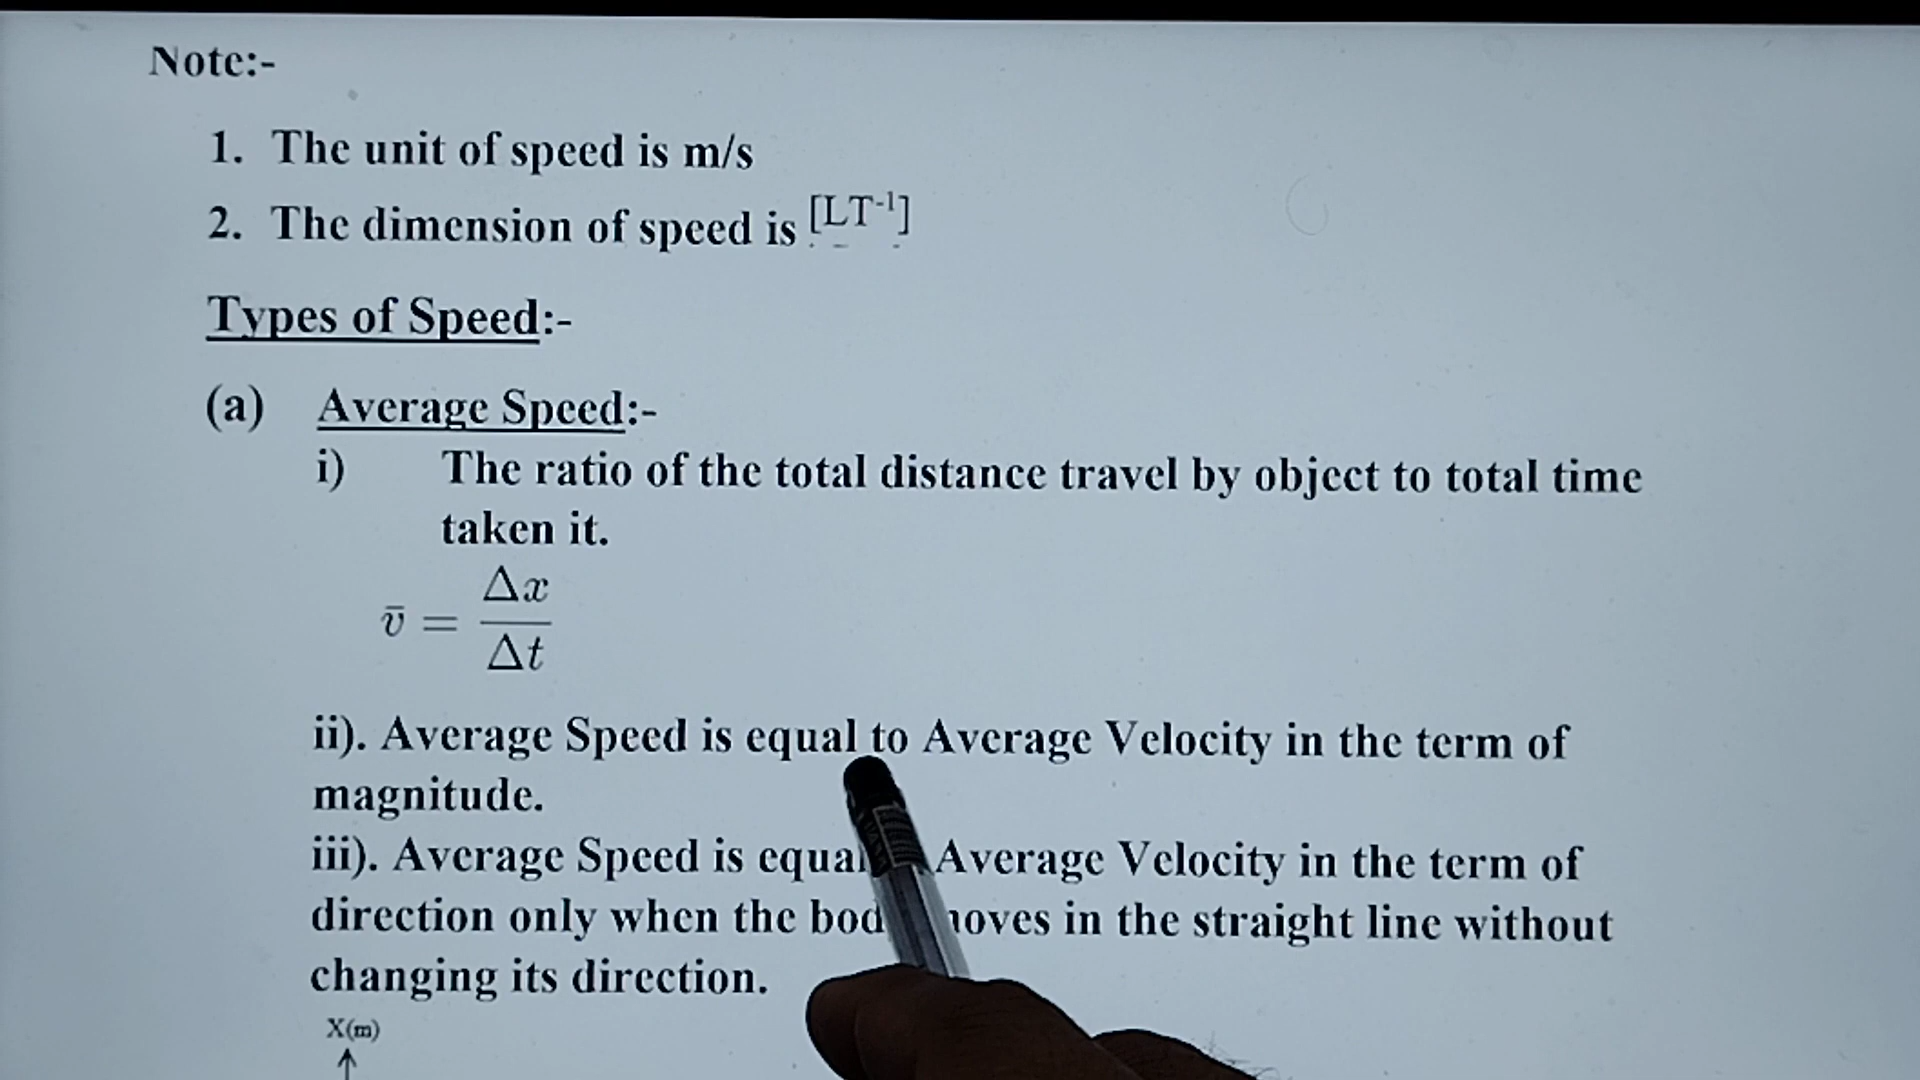 Note:-
1. The unit of speed is m/s
2. The dimension of speed is [LT⁻¹]
Types of Speed:-
(a) Average Speed:-
i) The ratio of the total distance travel by object to total time
taken it.
v̄ = Δx/Δt
ii). Average Speed is equal to Average Velocity in the term of
magnitude.
iii). Average Speed is equal Average Velocity in the term of
direction only when the body moves in the straight line without
changing its direction.
X(m)